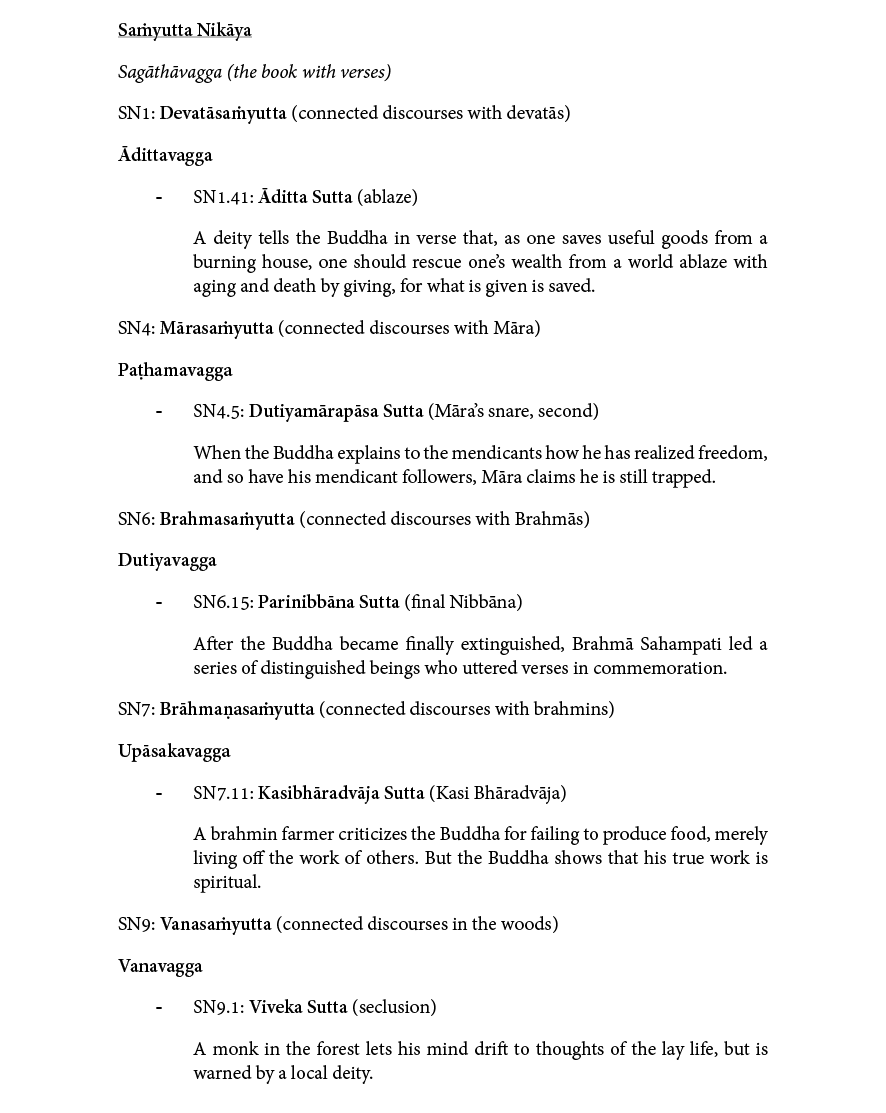 Saṁyutta Nikāya
Sagāthāvagga (the book with verses)
SN1: Devatāsaṁyutta (connected discourses with devatās)
Ādittavagga
- SN1.41: Āditta Sutta (ablaze)
A deity tells the Buddha in verse that, as one saves useful goods from a
burning house, one should rescue one’s wealth from a world ablaze with
aging and death by giving, for what is given is saved.
SN4: Mārasaṁyutta (connected discourses with Māra)
Paṭhamavagga
- SN4.5: Dutiyamārapāsa Sutta (Māra’s snare, second)
When the Buddha explains to the mendicants how he has realized freedom,
and so have his mendicant followers, Māra claims he is still trapped.
SN6: Brahmasaṁyutta (connected discourses with Brahmās)
Dutiyavagga
- SN6.15: Parinibbāna Sutta (final Nibbāna)
After the Buddha became finally extinguished, Brahmā Sahampati led a
series of distinguished beings who uttered verses in commemoration.
SN7: Brāhmaṇasaṁyutta (connected discourses with brahmins)
Upāsakavagga
- SN7.11: Kasibhāradvāja Sutta (Kasi Bhāradvāja)
A brahmin farmer criticizes the Buddha for failing to produce food, merely
living off the work of others. But the Buddha shows that his true work is
spiritual.
SN9: Vanasaṁyutta (connected discourses in the woods)
Vanavagga
- SN9.1: Viveka Sutta (seclusion)
A monk in the forest lets his mind drift to thoughts of the lay life, but is
warned by a local deity.